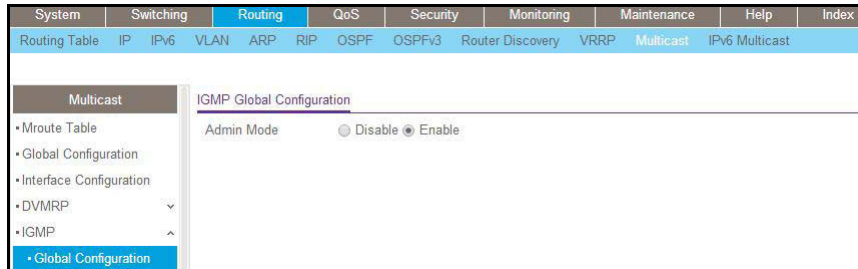 System Switching Routing QoS Security Monitoring Maintenance Help Index
Routing Table IP IPv6 VLAN ARP RIP OSPF OSPFv3 Router Discovery VRRP Multicast IPv6 Multicast
Multicast
IGMP Global Configuration
Mroute Table
Admin Mode Disable Enable
Global Configuration
Interface Configuration
DVMRP
IGMP
Global Configuration